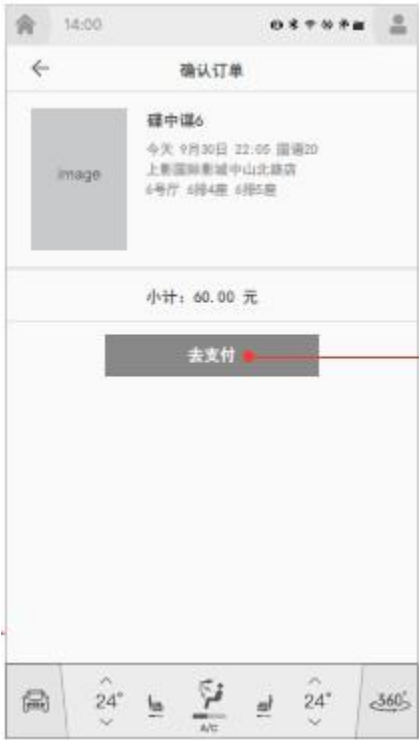 14:00
确认订单
image
碟中谍6
今天 9月30日 22:05 国语20
上影国际影城中山北路店
6号厅 6排4座 6排5座
小计：60.00 元
去支付
24°
A/C
24°
360°